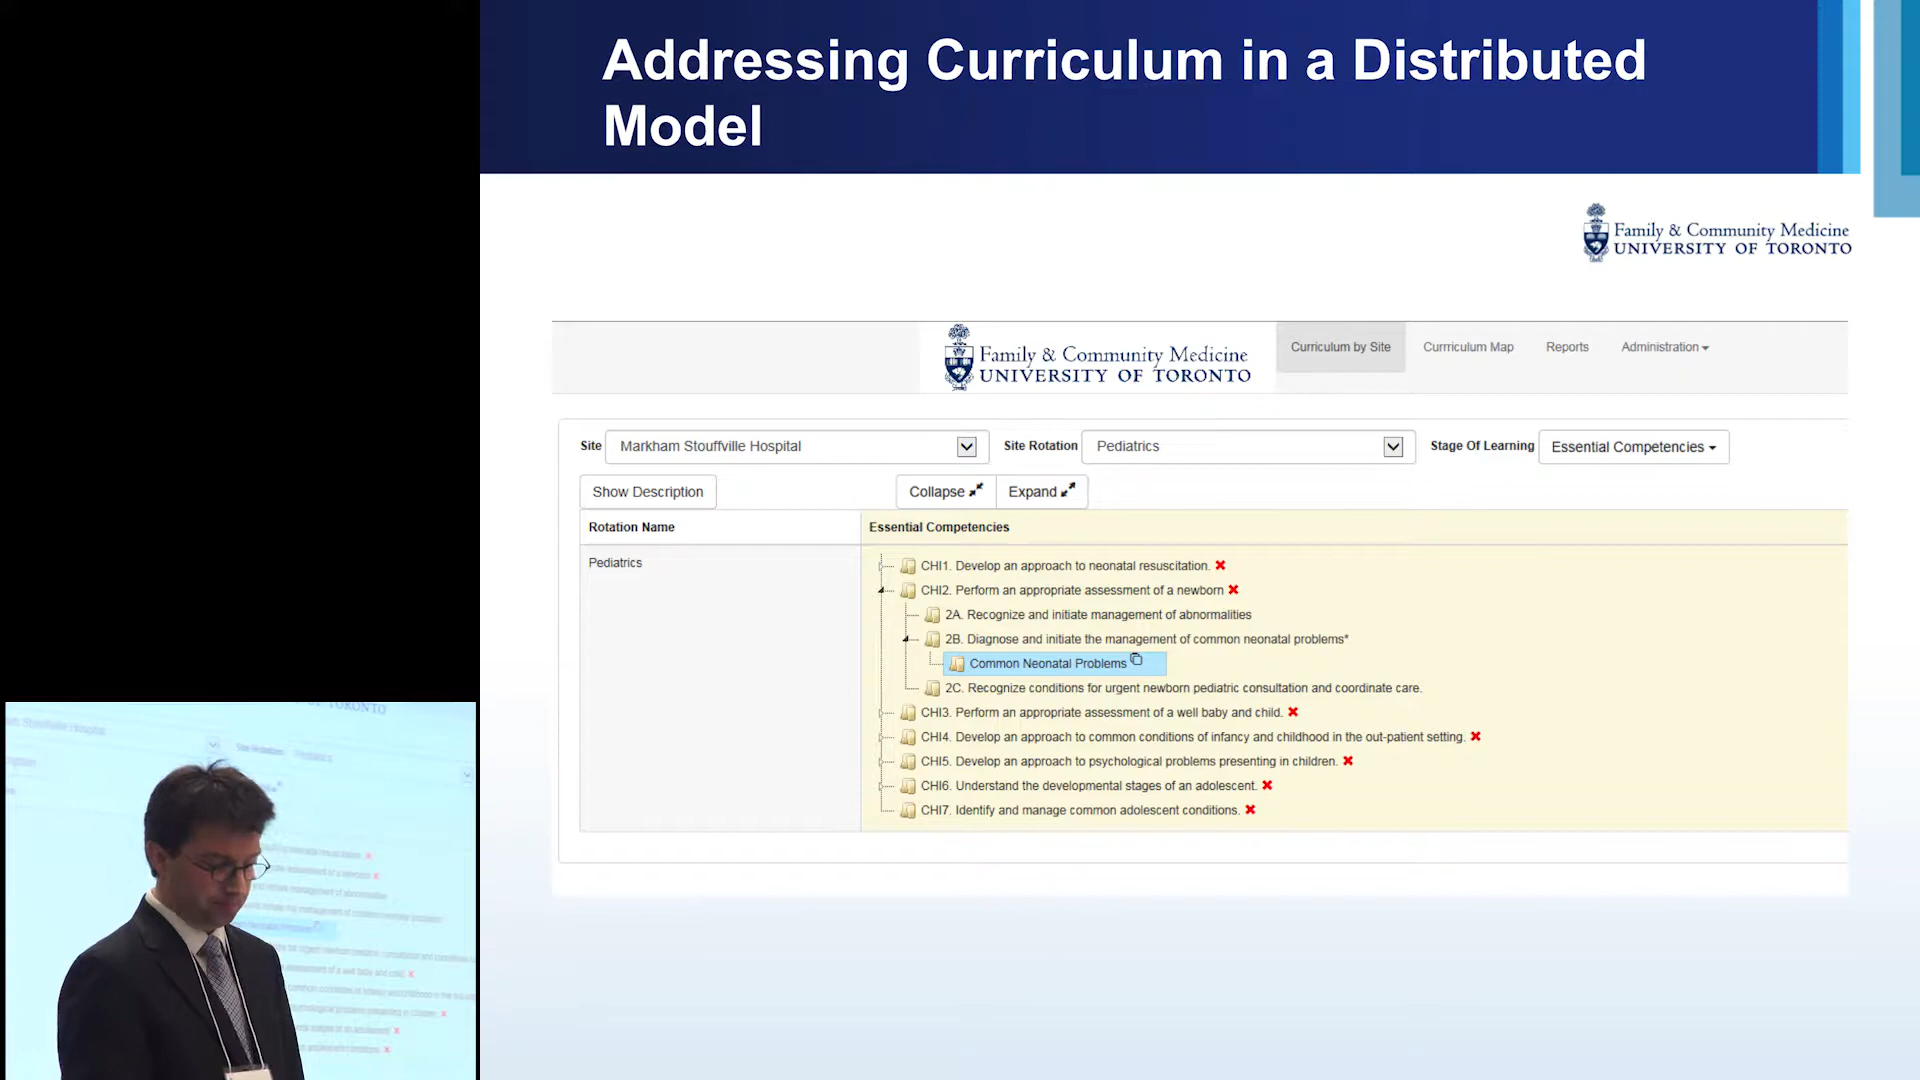 Addressing Curriculum in a Distributed
Model
Family & Community Medicine
UNIVERSITY OF TORONTO
Family & Community Medicine
UNIVERSITY OF TORONTO
Curriculum by Site
Currriculum Map
Reports
Administration
Site
Markham Stouffville Hospital
Site Rotation
Pediatrics
Stage Of Learning
Essential Competencies
Show Description
Collapse
Expand
Rotation Name
Essential Competencies
Pediatrics
CHI1. Develop an approach to neonatal resuscitation.
CHI2. Perform an appropriate assessment of a newborn
2A. Recognize and initiate management of abnormalities
2B. Diagnose and initiate the management of common neonatal problems*
Common Neonatal Problems
2C. Recognize conditions for urgent newborn pediatric consultation and coordinate care.
CHI3. Perform an appropriate assessment of a well baby and child.
CHI4. Develop an approach to common conditions of infancy and childhood in the out-patient setting.
CHI5. Develop an approach to psychological problems presenting in children.
CHI6. Understand the developmental stages of an adolescent.
CHI7. Identify and manage common adolescent conditions.